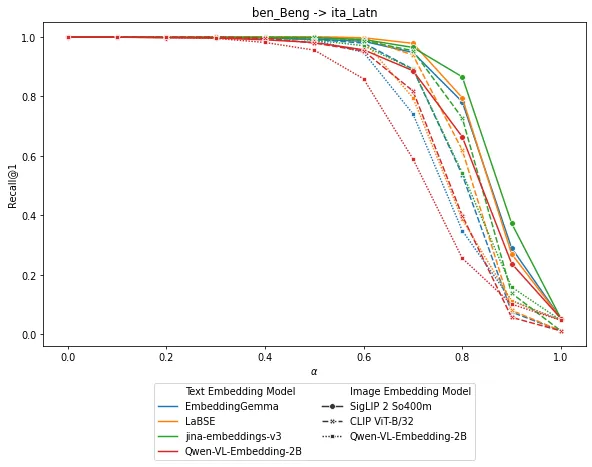 ben_Beng -> ita_Latn
Recall@1
1.0
0.8
0.6
0.4
0.2
0.0
0.0 0.2 0.4 0.6 0.8 1.0
α
Text Embedding Model Image Embedding Model
EmbeddingGemma SigLIP 2 So400m
LaBSE CLIP ViT-B/32
jina-embeddings-v3 Qwen-VL-Embedding-2B
Qwen-VL-Embedding-2B